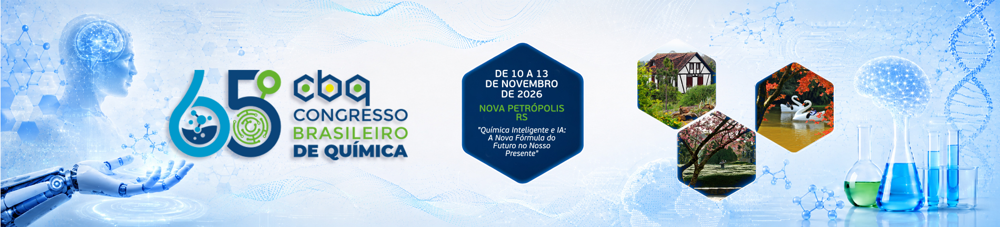 65º
cbq
CONGRESSO
BRASILEIRO
DE QUÍMICA
DE 10 A 13
DE NOVEMBRO
DE 2026
NOVA PETRÓPOLIS
RS
"Química Inteligente e IA:
A Nova Fórmula do
Futuro no Nosso
Presente"